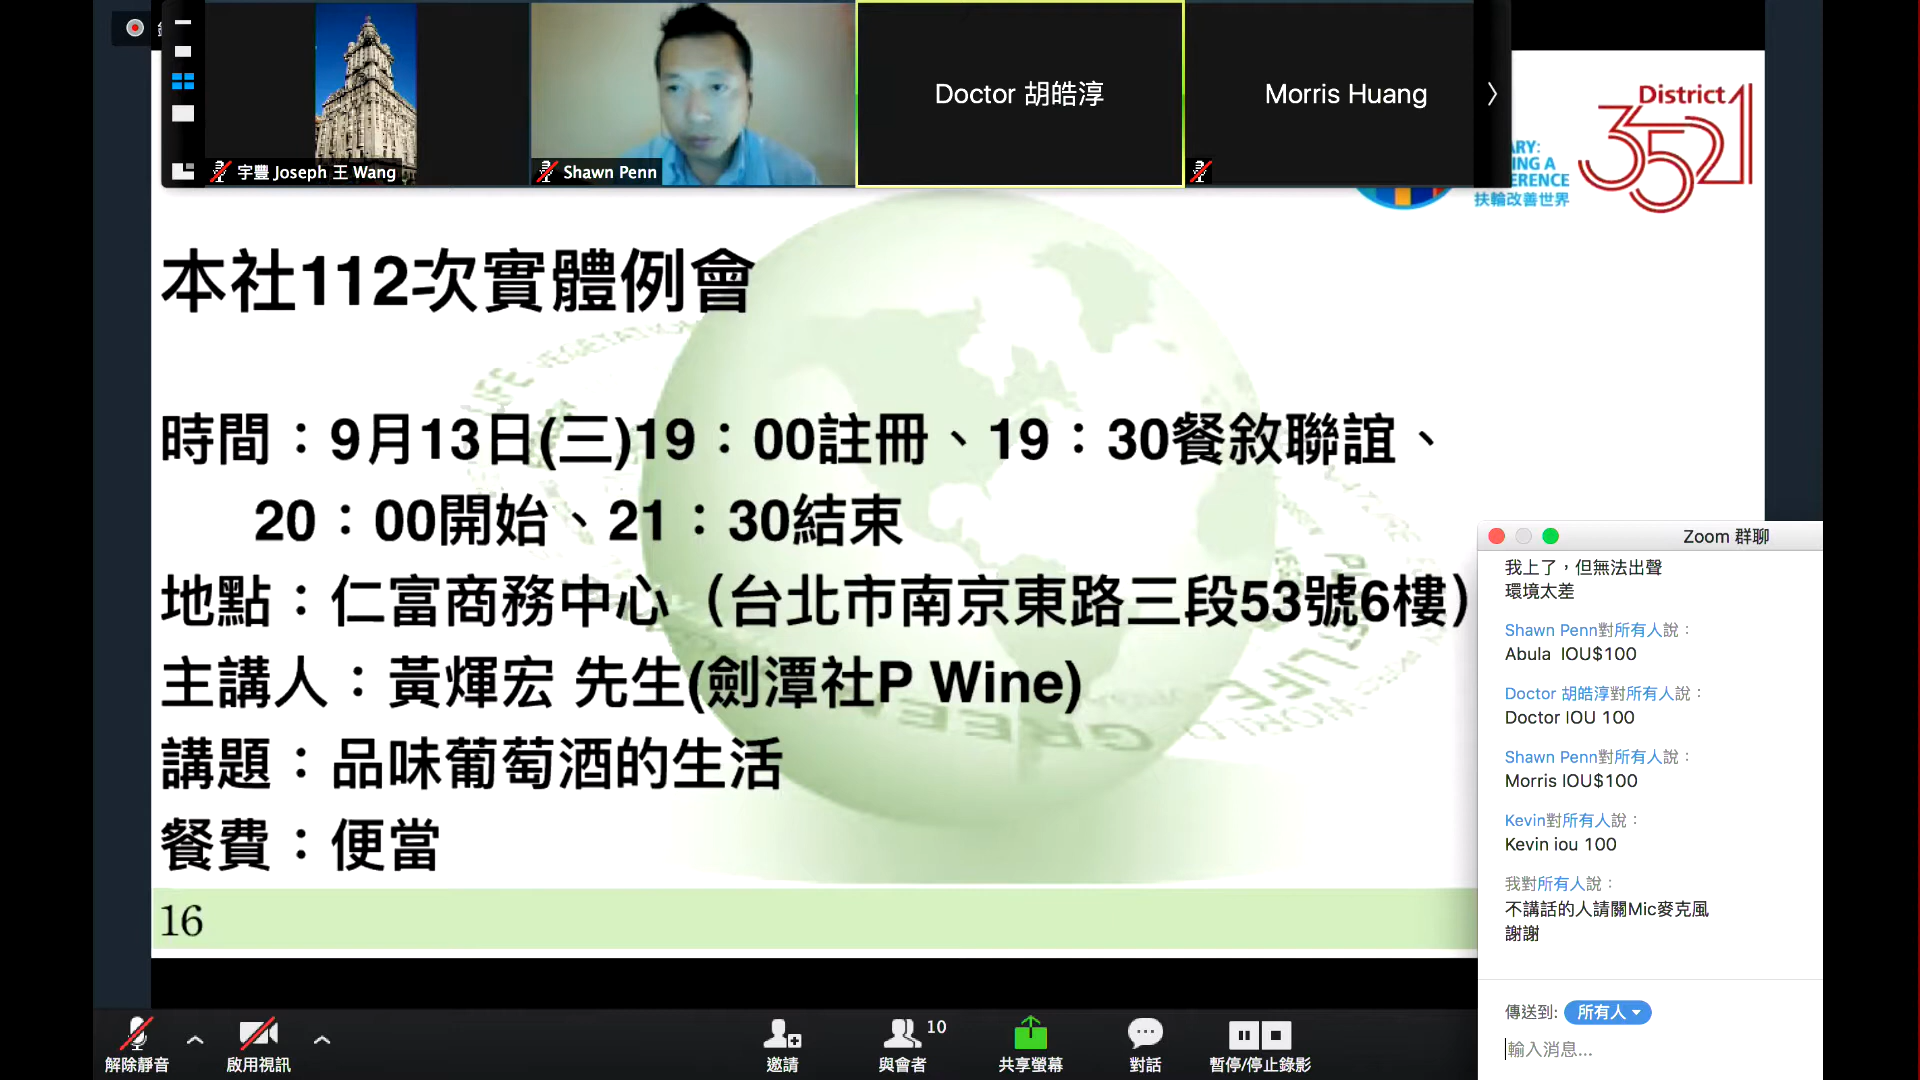 宇豐 Joseph 王 Wang
Shawn Penn
Doctor 胡皓淳
Morris Huang
District
3521
扶輪改善世界
本社112次實體例會
時間：9月13日(三)19：00註冊、19：30餐敘聯誼、
20：00開始、21：30結束
地點：仁富商務中心（台北市南京東路三段53號6樓）
主講人：黃煇宏 先生(劍潭社P Wine)
講題：品味葡萄酒的生活
餐費：便當
16
Zoom 群聊
我上了，但無法出聲
環境太差
Shawn Penn對所有人說：
Abula IOU$100
Doctor 胡皓淳對所有人說：
Doctor IOU 100
Shawn Penn對所有人說：
Morris IOU$100
Kevin對所有人說：
Kevin iou 100
我對所有人說：
不講話的人請關Mic麥克風
謝謝
傳送到: 所有人
輸入消息...
解除靜音
啟用視訊
邀請
10
與會者
共享螢幕
對話
暫停/停止錄影